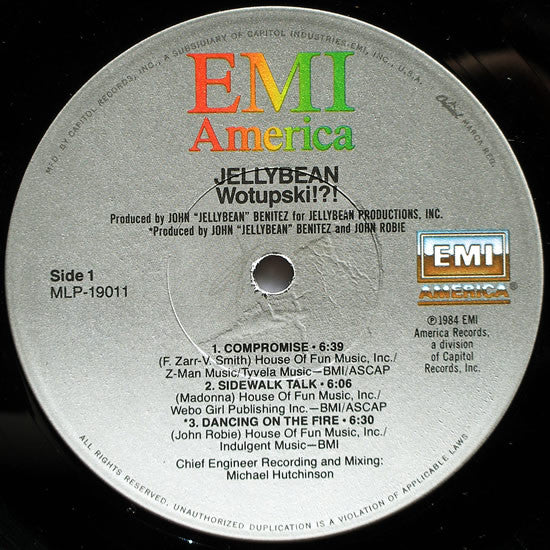 MFD. BY CAPITOL RECORDS, INC., A SUBSIDIARY OF CAPITOL INDUSTRIES-EMI, INC., U.S.A.
Capitol MARCA REG.
EMI
America
JELLYBEAN
Wotupski!?!
Produced by JOHN "JELLYBEAN" BENITEZ for JELLYBEAN PRODUCTIONS, INC.
*Produced by JOHN "JELLYBEAN" BENITEZ and JOHN ROBIE
Side 1
MLP-19011
EMI
AMERICA®
℗1984 EMI
America Records,
a division
of Capitol
Records, Inc.
1. COMPROMISE • 6:39
(F. Zarr-V. Smith) House Of Fun Music, Inc./
Z-Man Music/Tyvela Music—BMI/ASCAP
2. SIDEWALK TALK • 6:06
(Madonna) House Of Fun Music, Inc./
Webo Girl Publishing Inc.—BMI/ASCAP
*3. DANCING ON THE FIRE • 6:30
(John Robie) House Of Fun Music, Inc./
Indulgent Music—BMI
Chief Engineer Recording and Mixing:
Michael Hutchinson
ALL RIGHTS RESERVED. UNAUTHORIZED DUPLICATION IS A VIOLATION OF APPLICABLE LAWS